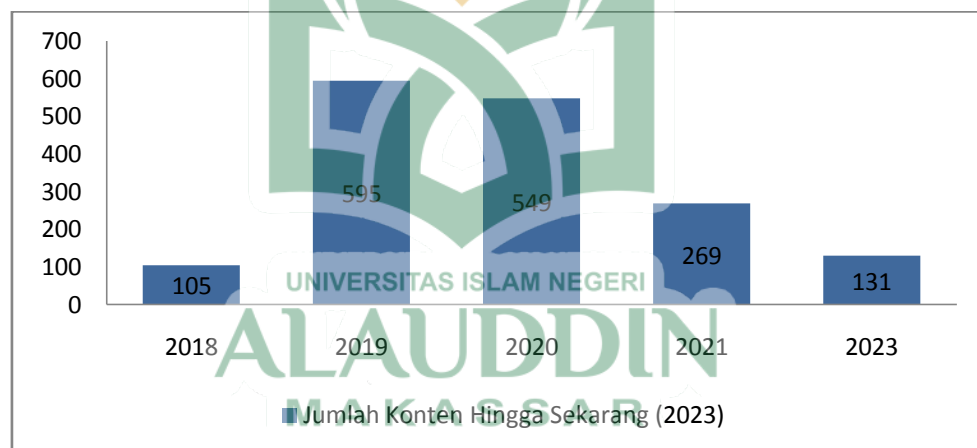 700
600
500
400
300
200
100
0
595
549
269
105
131
UNIVERSITAS ISLAM NEGERI
2018 2019 2020 2021 2023
ALAUDDIN
Jumlah Konten Hingga Sekarang (2023)
MAKASSAR